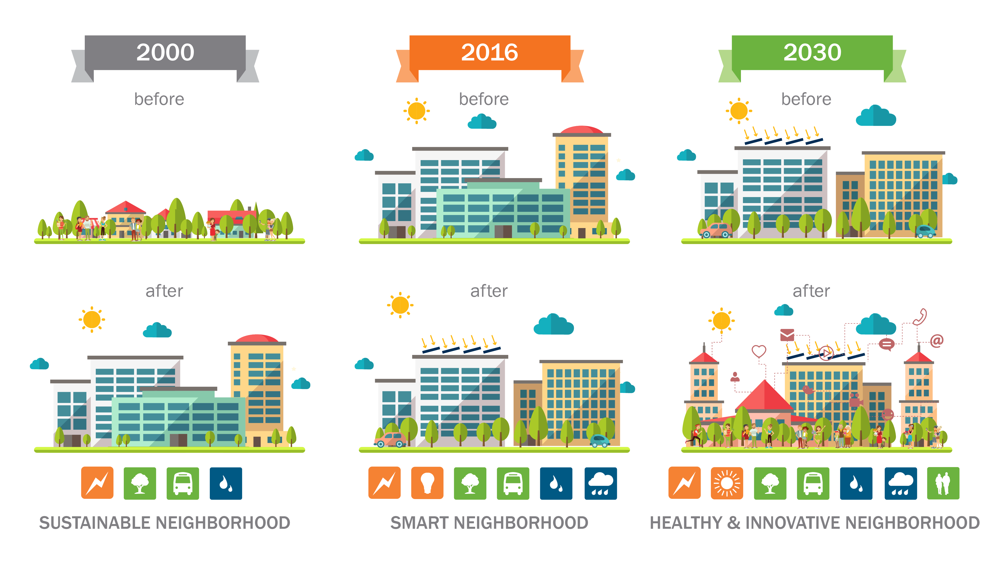 2000
before
after
SUSTAINABLE NEIGHBORHOOD
2016
before
after
SMART NEIGHBORHOOD
2030
before
after
@
HEALTHY & INNOVATIVE NEIGHBORHOOD